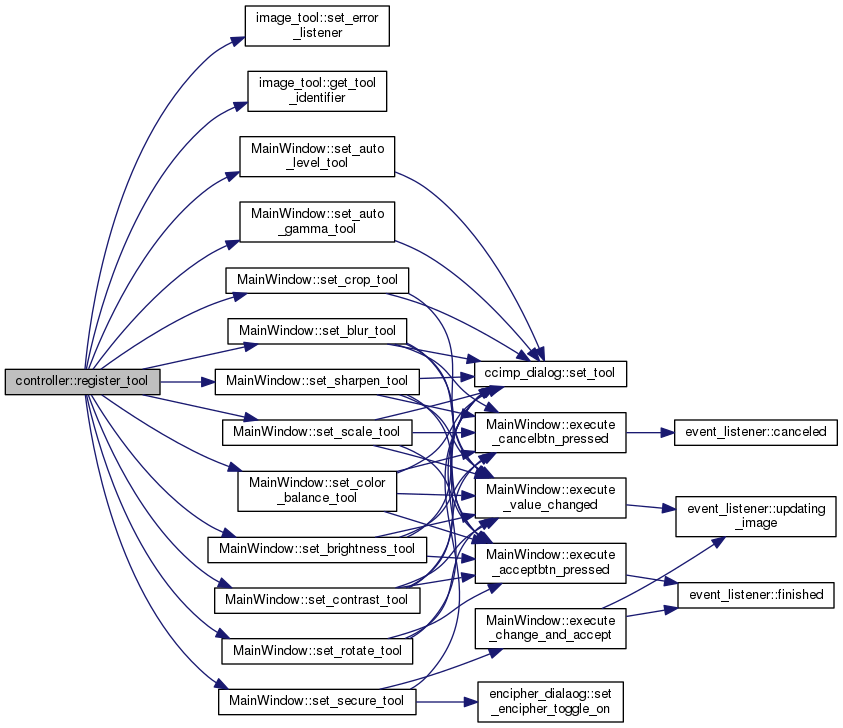 image_tool::set_error
_listener
image_tool::get_tool
_identifier
MainWindow::set_auto
_level_tool
MainWindow::set_auto
_gamma_tool
MainWindow::set_crop_tool
MainWindow::set_blur_tool
controller::register_tool
MainWindow::set_sharpen_tool
MainWindow::set_scale_tool
MainWindow::set_color
_balance_tool
MainWindow::set_brightness_tool
MainWindow::set_contrast_tool
MainWindow::set_rotate_tool
MainWindow::set_secure_tool
ccimp_dialog::set_tool
MainWindow::execute
_cancelbtn_pressed
MainWindow::execute
_value_changed
MainWindow::execute
_acceptbtn_pressed
MainWindow::execute
_change_and_accept
encipher_dialaog::set
_encipher_toggle_on
event_listener::canceled
event_listener::updating
_image
event_listener::finished